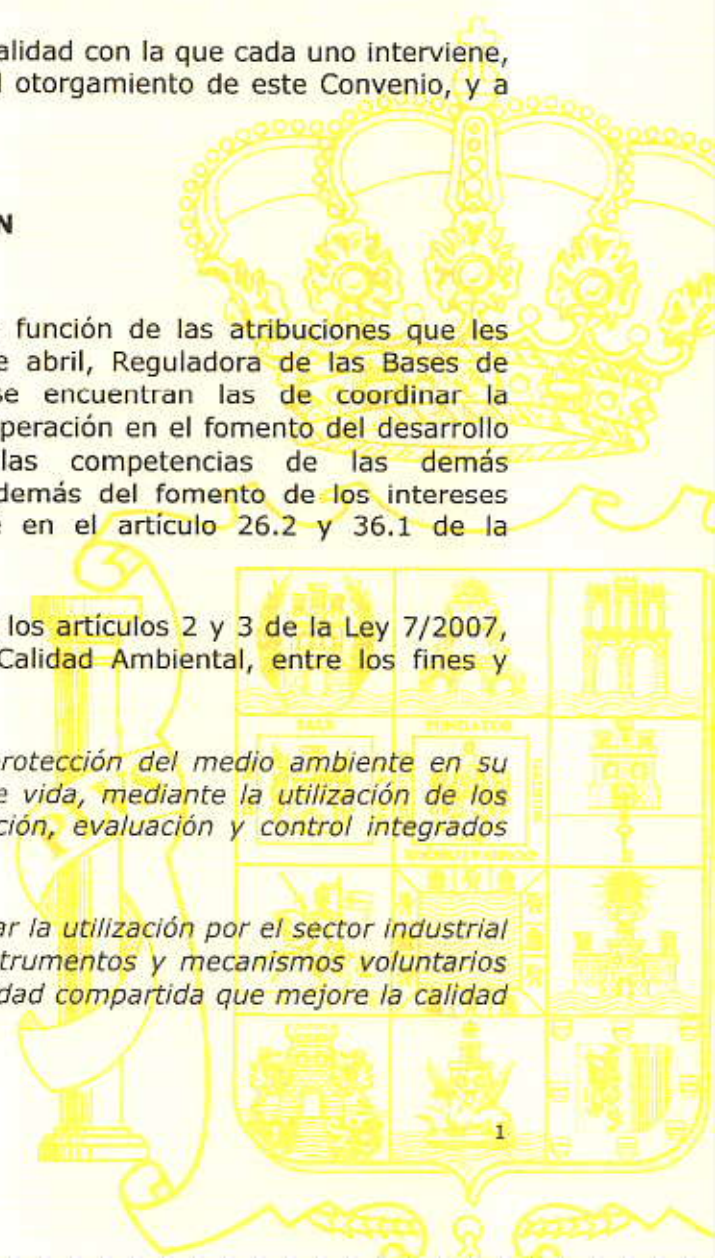 alidad con la que cada uno interviene,
l otorgamiento de este Convenio, y a
N
función de las atribuciones que les
e abril, Reguladora de las Bases de
se encuentran las de coordinar la
peración en el fomento del desarrollo
las competencias de las demás
demás del fomento de los intereses
e en el artículo 26.2 y 36.1 de la
los artículos 2 y 3 de la Ley 7/2007,
Calidad Ambiental, entre los fines y
rotección del medio ambiente en su
e vida, mediante la utilización de los
ción, evaluación y control integrados
ar la utilización por el sector industrial
trumentos y mecanismos voluntarios
dad compartida que mejore la calidad
1